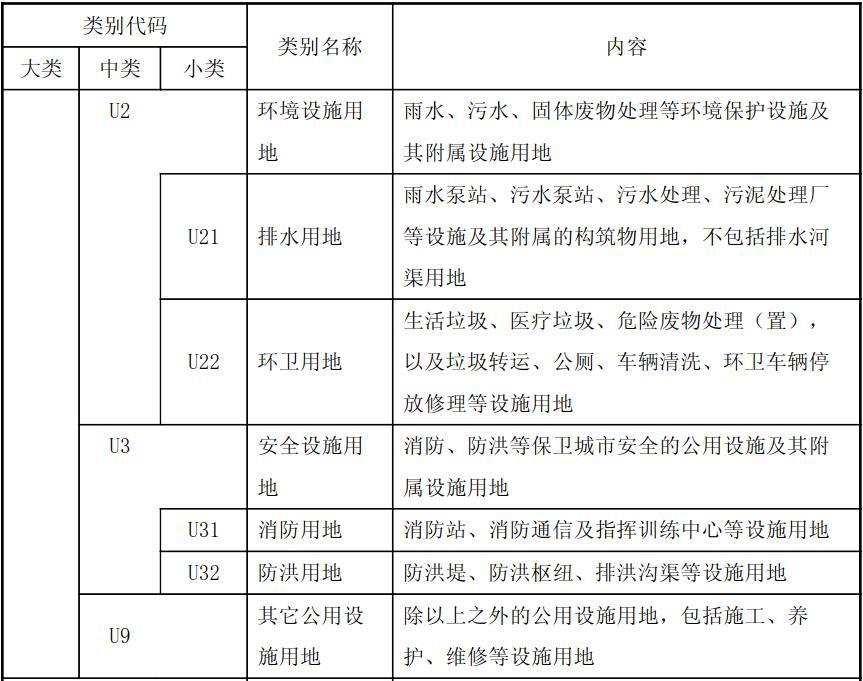 类别代码
类别名称
内容
大类
中类
小类
U2
环境设施用
地
雨水、污水、固体废物处理等环境保护设施及
其附属设施用地
U21
排水用地
雨水泵站、污水泵站、污水处理、污泥处理厂
等设施及其附属的构筑物用地，不包括排水河
渠用地
U22
环卫用地
生活垃圾、医疗垃圾、危险废物处理（置），
以及垃圾转运、公厕、车辆清洗、环卫车辆停
放修理等设施用地
U3
安全设施用
地
消防、防洪等保卫城市安全的公用设施及其附
属设施用地
U31
消防用地
消防站、消防通信及指挥训练中心等设施用地
U32
防洪用地
防洪堤、防洪枢纽、排洪沟渠等设施用地
U9
其它公用设
施用地
除以上之外的公用设施用地，包括施工、养
护、维修等设施用地